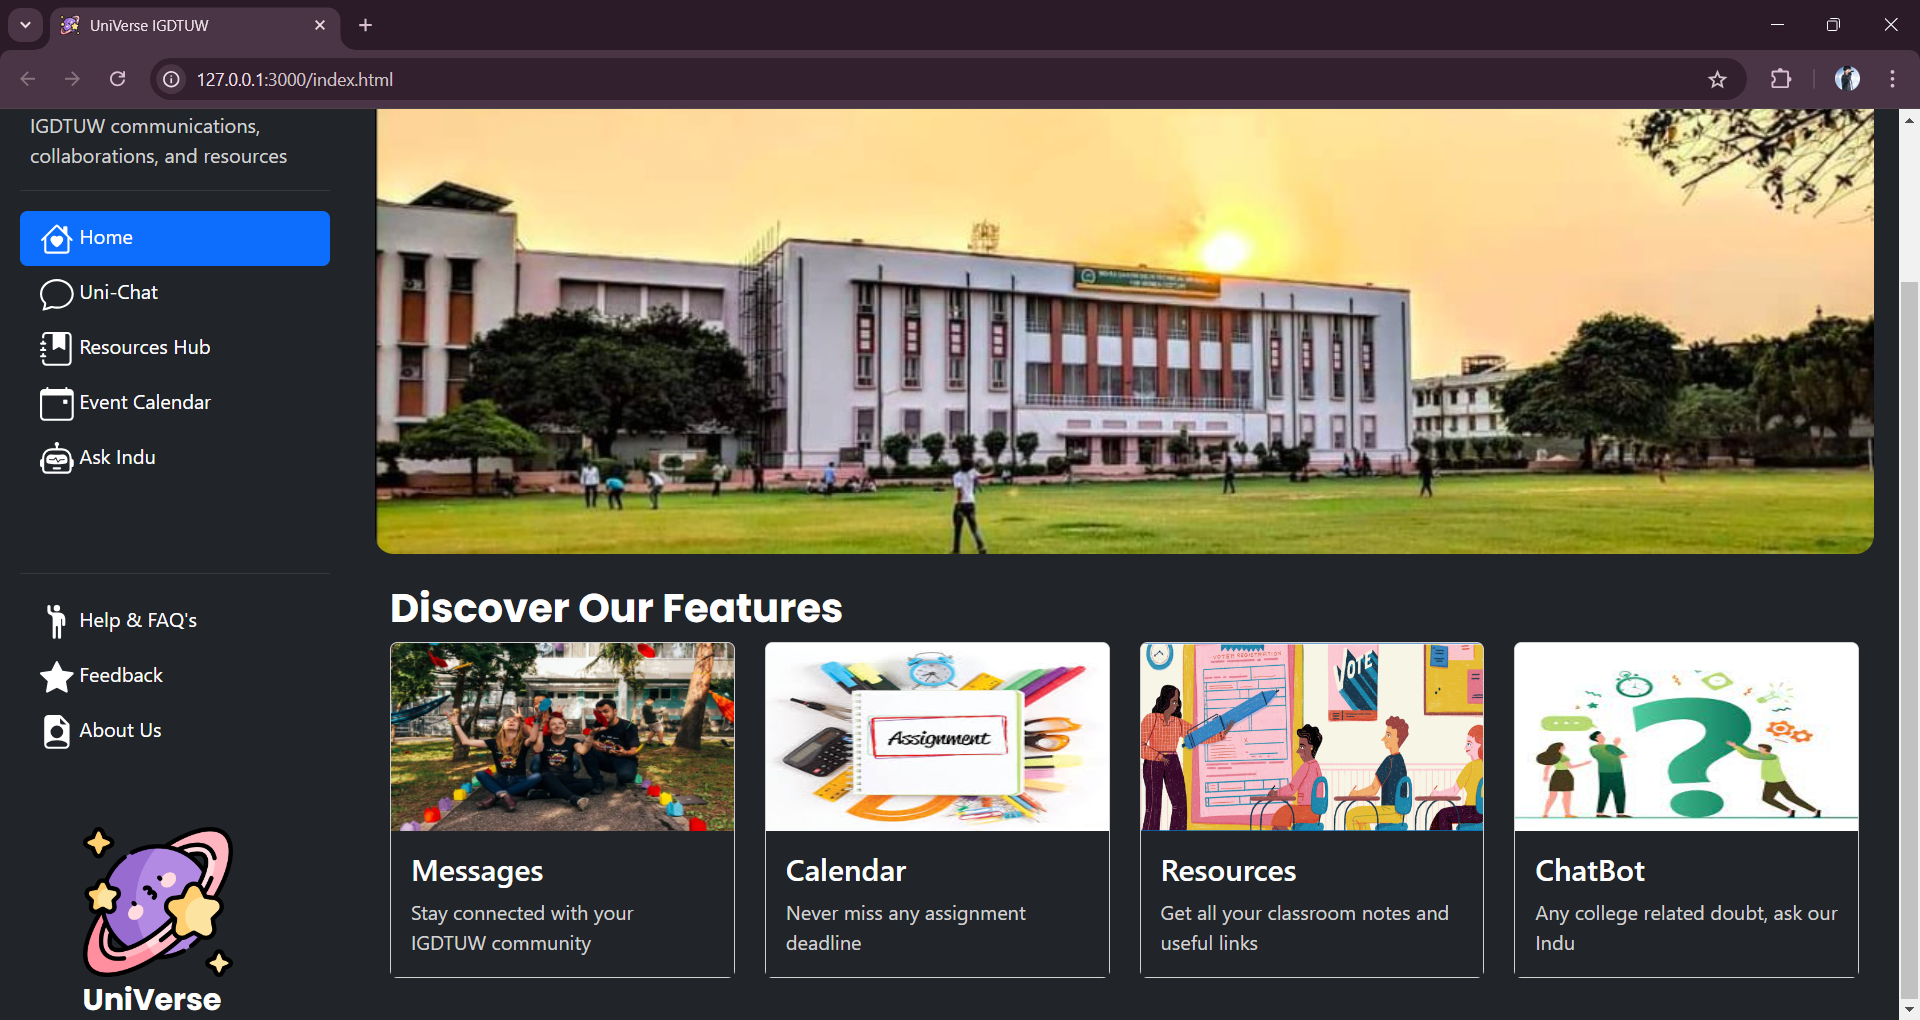 UniVerse IGDTUW
127.0.0.1:3000/index.html
IGDTUW communications,
collaborations, and resources
Home
Uni-Chat
Resources Hub
Event Calendar
Ask Indu
Help & FAQ's
Feedback
About Us
UniVerse
Discover Our Features
Assignment
VOTER REGISTRATION
VOTE
Messages
Stay connected with your
IGDTUW community
Calendar
Never miss any assignment
deadline
Resources
Get all your classroom notes and
useful links
ChatBot
Any college related doubt, ask our
Indu